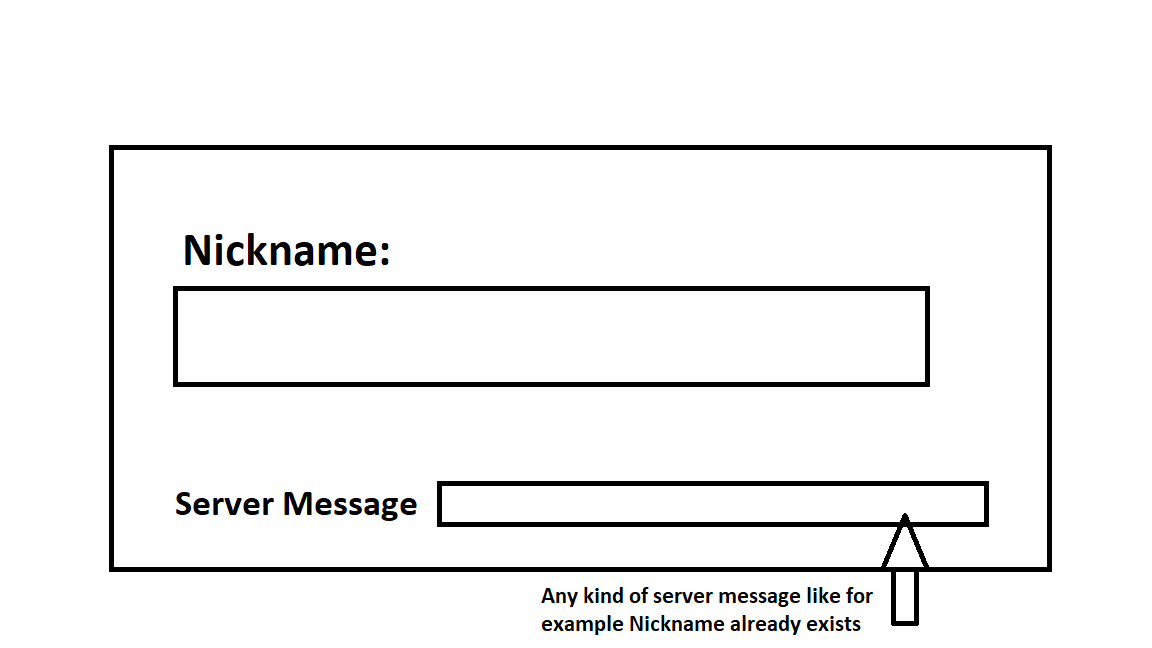 Nickname:
Server Message
Any kind of server message like for
example Nickname already exists